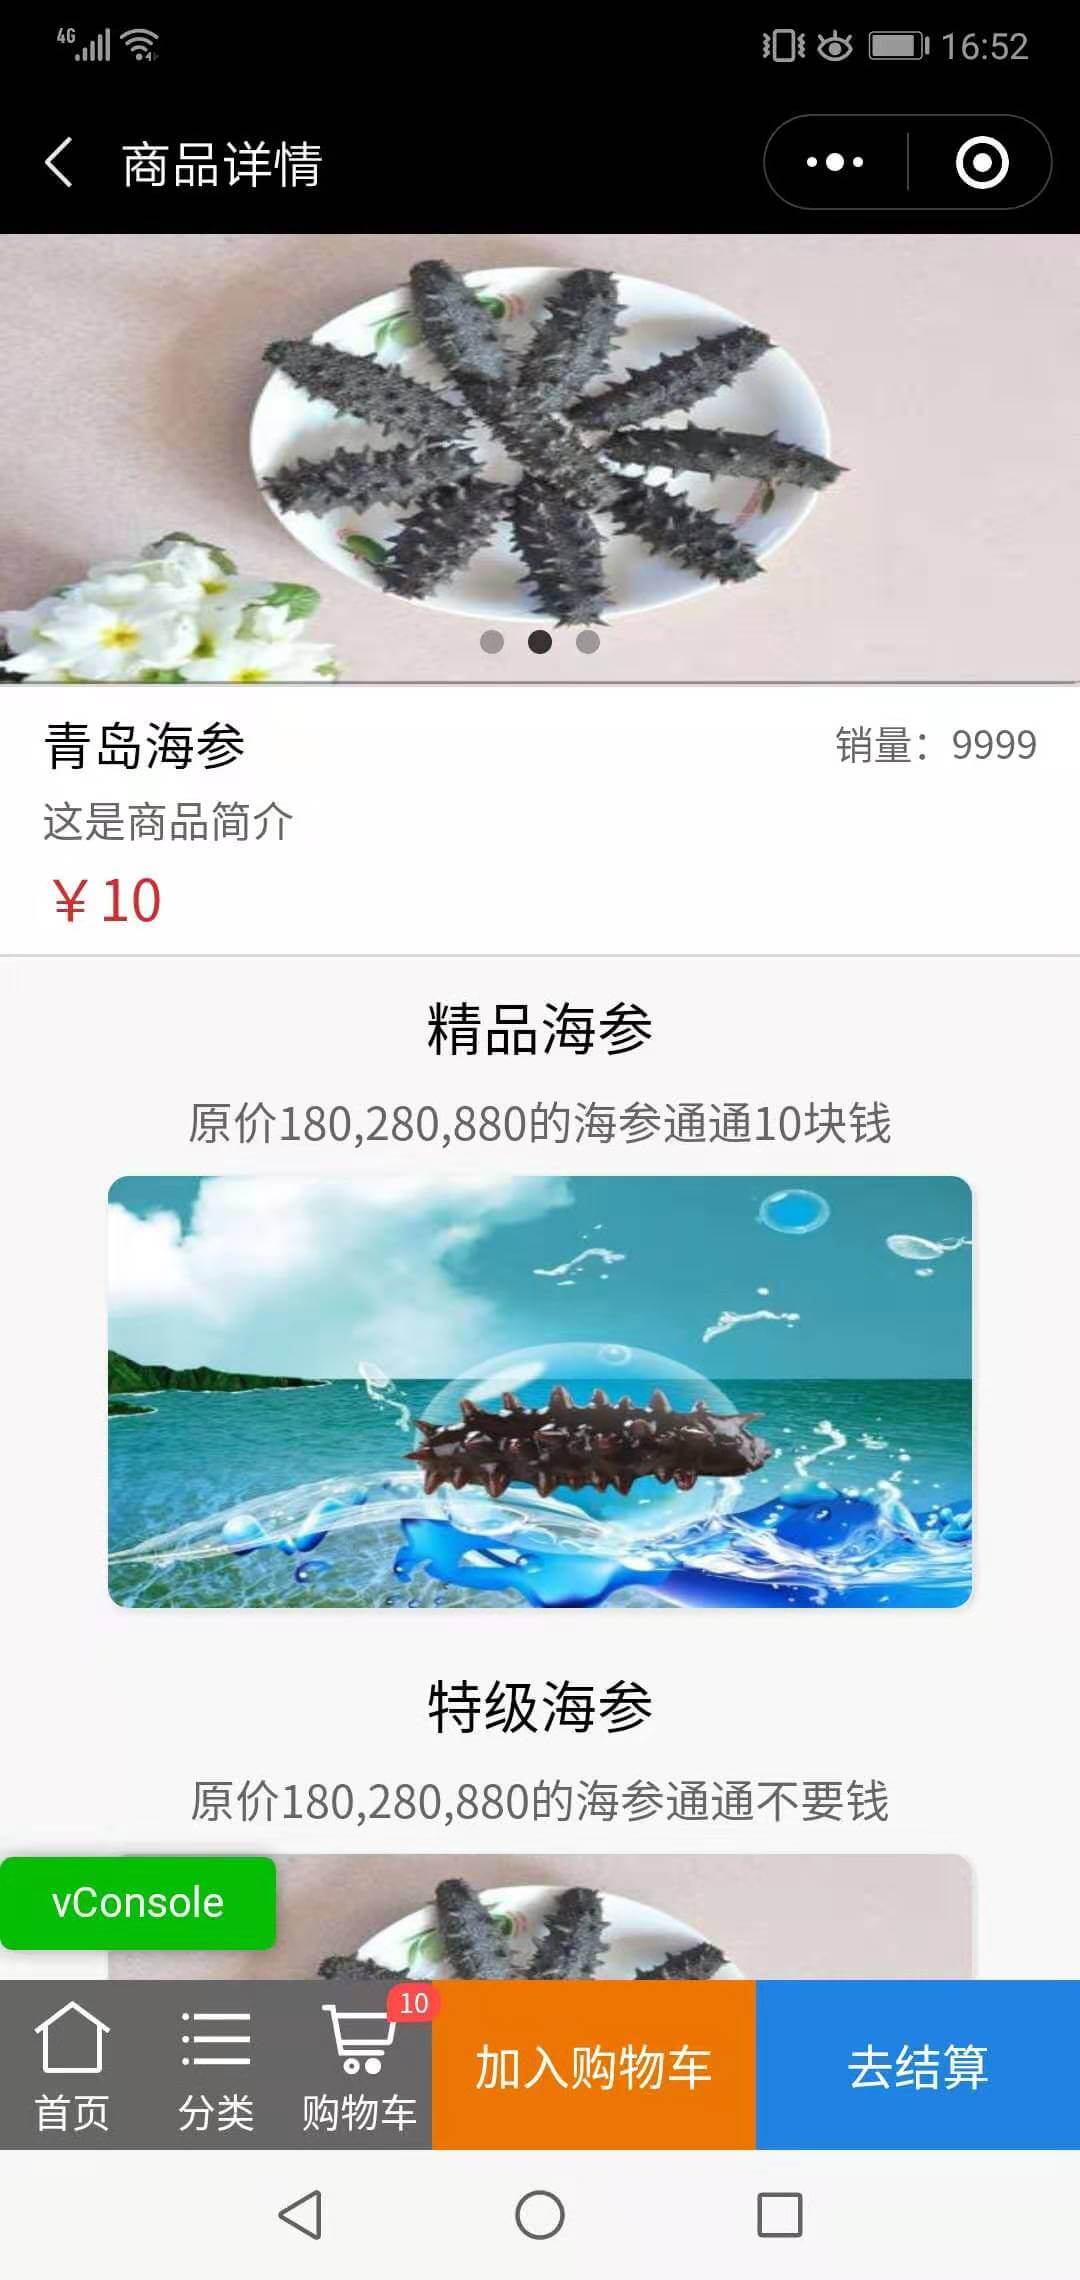 4G
16:52
商品详情
青岛海参
销量：9999
这是商品简介
￥10
精品海参
原价180,280,880的海参通通10块钱
特级海参
原价180,280,880的海参通通不要钱
vConsole
10
首页
分类
购物车
加入购物车
去结算